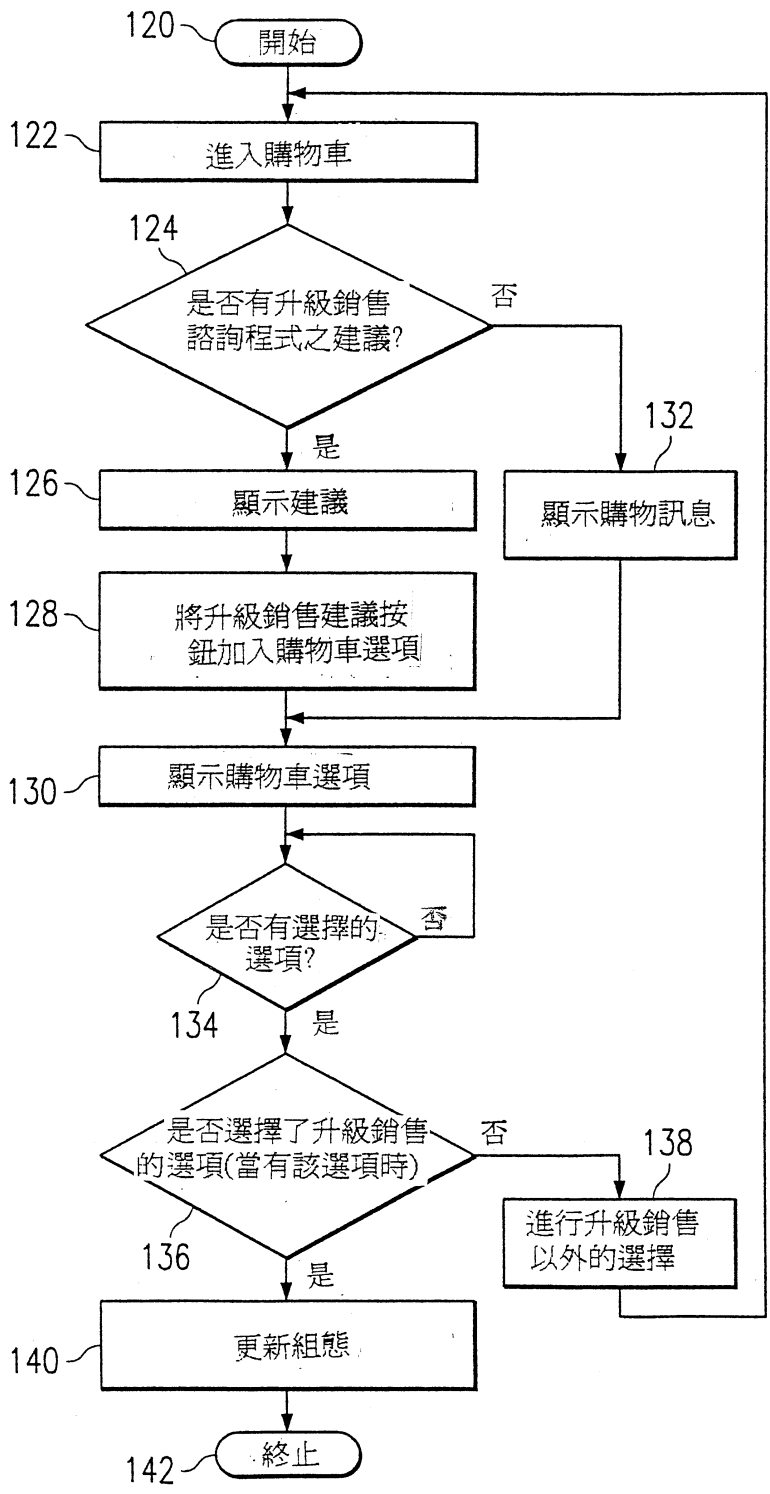 120
開始
122
進入購物車
124
是否有升級銷售
諮詢程式之建議?
否
是
132
126
顯示建議
顯示購物訊息
128
將升級銷售建議按
鈕加入購物車選項
130
顯示購物車選項
是否有選擇的
選項?
否
134
是
是否選擇了升級銷售
的選項(當有該選項時)
否
138
136
進行升級銷售
以外的選擇
是
140
更新組態
142
終止